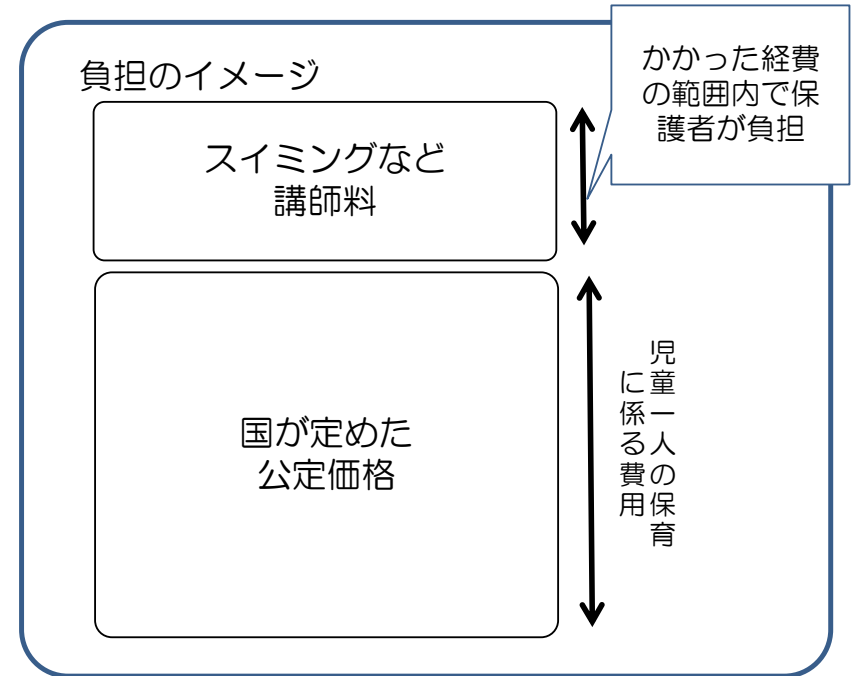 負担のイメージ
かかった経費
の範囲内で保
護者が負担
スイミングなど
講師料
国が定めた
公定価格
児童一人の保育
に係る費用